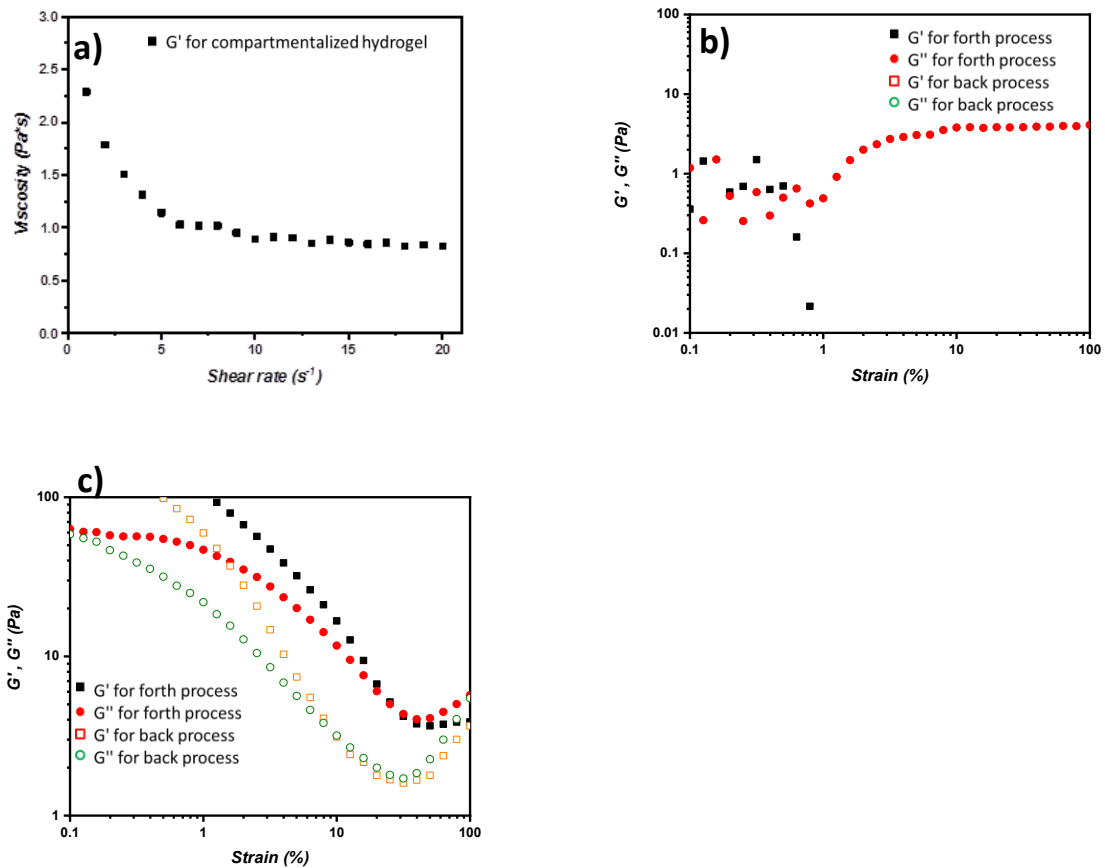 a)
G' for compartmentalized hydrogel
3.0
2.5
2.0
1.5
1.0
0.5
0.0
0 5 10 15 20
Viscosity (Pa*s)
Shear rate (s⁻¹)
b)
G' for forth process
G'' for forth process
G' for back process
G'' for back process
100
10
1
0.1
0.01
0.1 1 10 100
G' , G'' (Pa)
Strain (%)
c)
100
10
1
0.1 1 10 100
G' , G'' (Pa)
G' for forth process
G'' for forth process
G' for back process
G'' for back process
Strain (%)